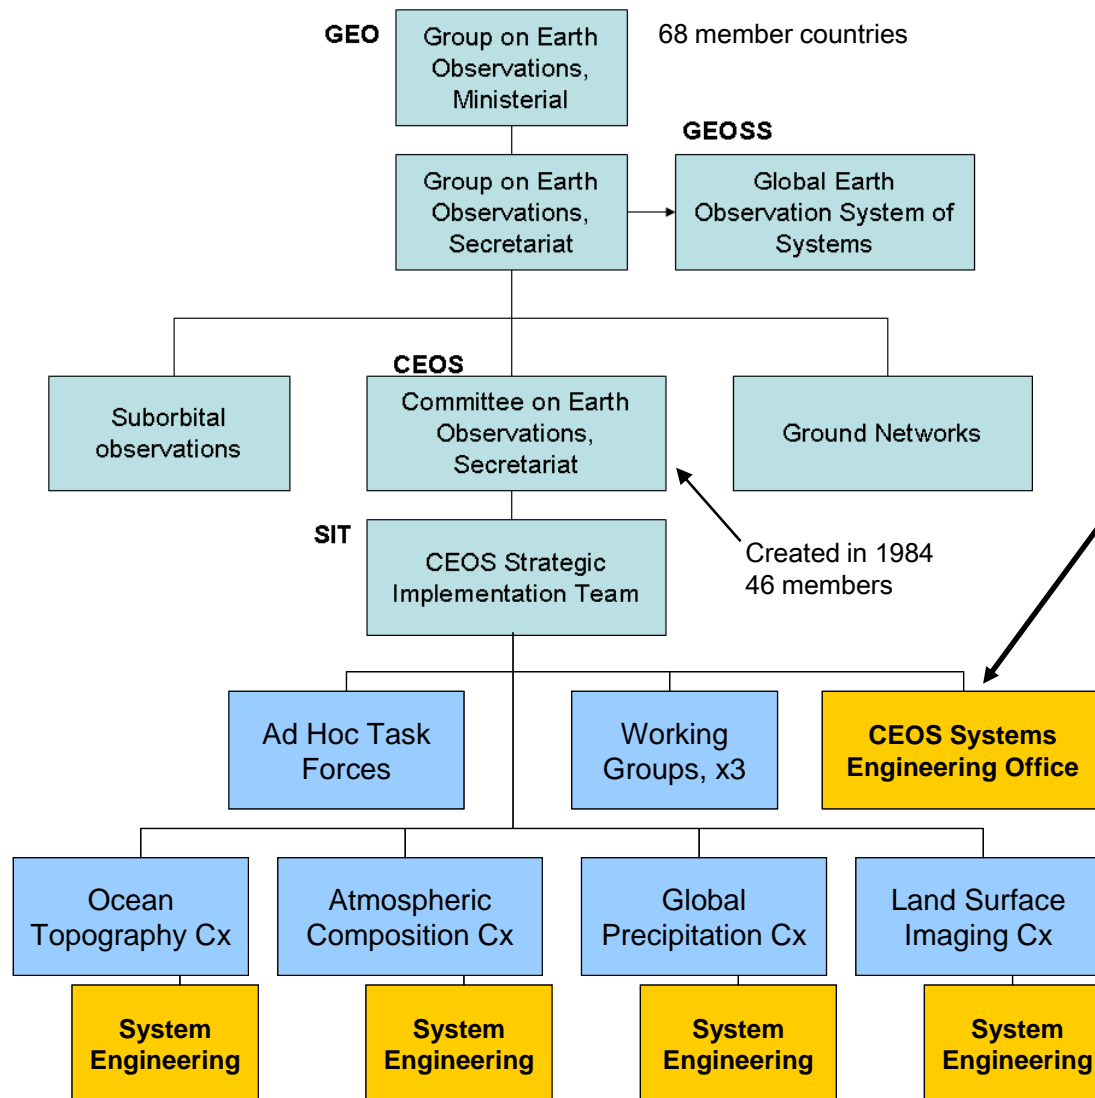 GEO
Group on Earth
Observations,
Ministerial
68 member countries
GEOSS
Group on Earth
Observations,
Secretariat
Global Earth
Observation System of
Systems
Suborbital
observations
CEOS
Committee on Earth
Observations,
Secretariat
Ground Networks
SIT
CEOS Strategic
Implementation Team
Created in 1984
46 members
Ad Hoc Task
Forces
Working
Groups, x3
CEOS Systems
Engineering Office
Ocean
Topography Cx
Atmospheric
Composition Cx
Global
Precipitation Cx
Land Surface
Imaging Cx
System
Engineering
System
Engineering
System
Engineering
System
Engineering